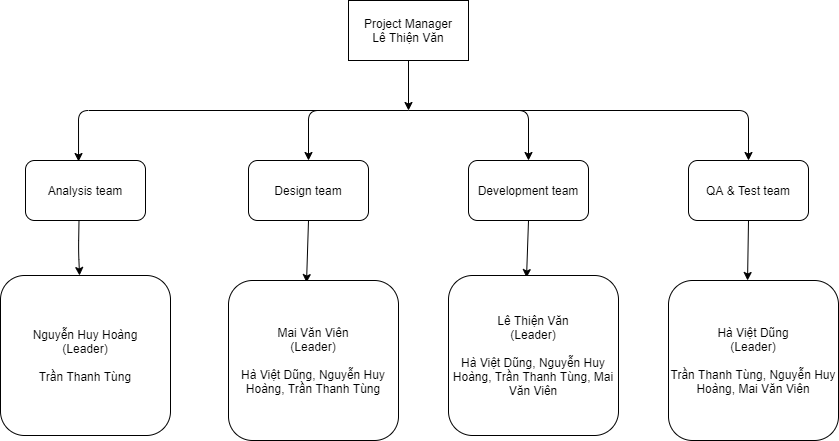 Project Manager
Lê Thiện Văn
Analysis team
Design team
Development team
QA & Test team
Nguyễn Huy Hoàng
(Leader)
Trần Thanh Tùng
Mai Văn Viên
(Leader)
Hà Việt Dũng, Nguyễn Huy
Hoàng, Trần Thanh Tùng
Lê Thiện Văn
(Leader)
Hà Việt Dũng, Nguyễn Huy
Hoàng, Trần Thanh Tùng, Mai
Văn Viên
Hà Việt Dũng
(Leader)
Trần Thanh Tùng, Nguyễn Huy
Hoàng, Mai Văn Viên